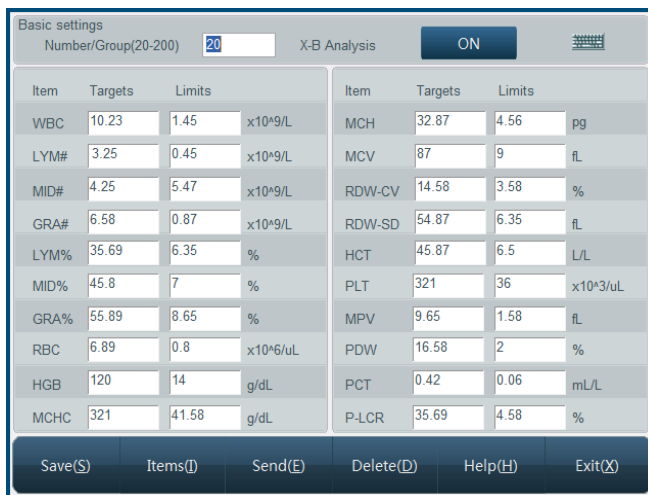 Basic settings
Number/Group(20-200) 20 X-B Analysis ON
Item Targets Limits
WBC 10.23 1.45 x10^9/L
LYM# 3.25 0.45 x10^9/L
MID# 4.25 5.47 x10^9/L
GRA# 6.58 0.87 x10^9/L
LYM% 35.69 6.35 %
MID% 45.8 7 %
GRA% 55.89 8.65 %
RBC 6.89 0.8 x10^6/uL
HGB 120 14 g/dL
MCHC 321 41.58 g/dL
Item Targets Limits
MCH 32.87 4.56 pg
MCV 87 9 fL
RDW-CV 14.58 3.58 %
RDW-SD 54.87 6.35 fL
HCT 45.87 6.5 L/L
PLT 321 36 x10^3/uL
MPV 9.65 1.58 fL
PDW 16.58 2 %
PCT 0.42 0.06 mL/L
P-LCR 35.69 4.58 %
Save(S) Items(I) Send(E) Delete(D) Help(H) Exit(X)